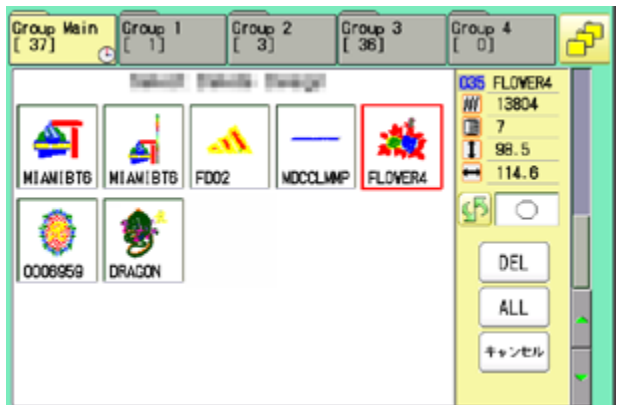 Group Main
[ 37]
Group 1
[ 1]
Group 2
[ 3]
Group 3
[ 36]
Group 4
[ 0]
035 FLOWER4
13804
7
98.5
114.6
MIAMIBT6
MIAMIBT6
FD02
FLOWER4
0006959
DRAGON
DEL
ALL
キャンセル